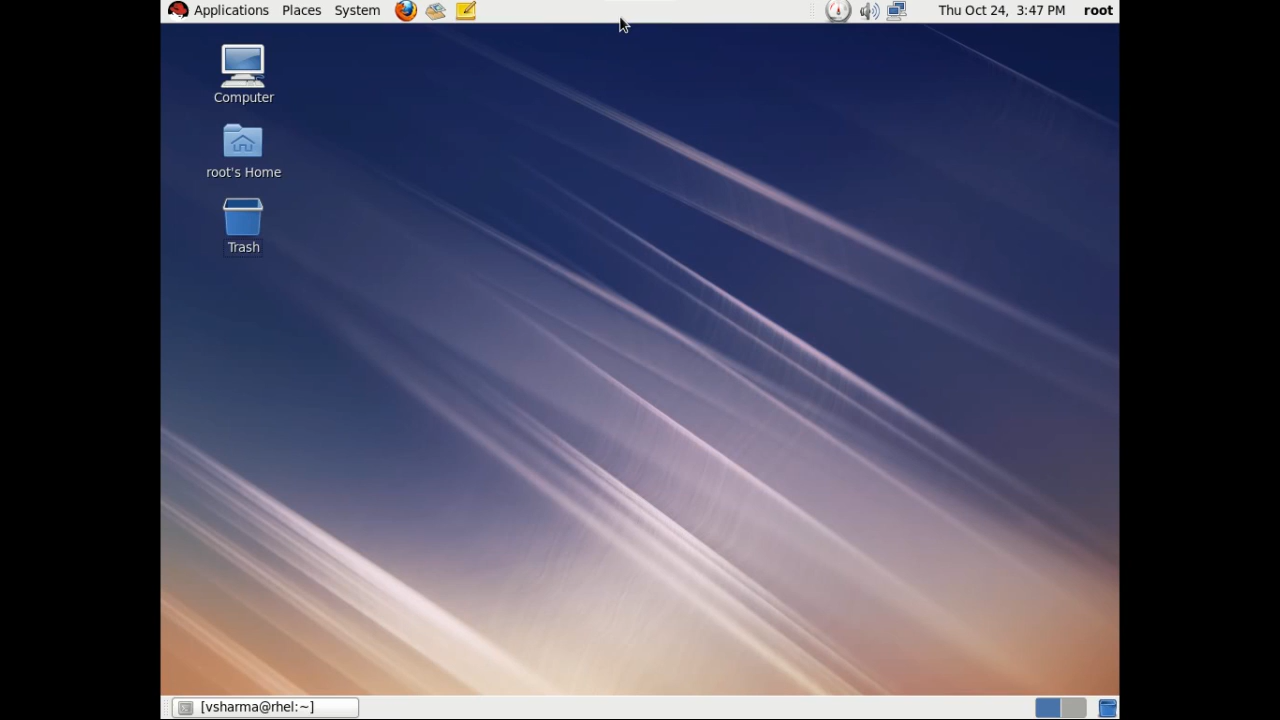 Applications Places System Thu Oct 24, 3:47 PM root
Computer
root's Home
Trash
[vsharma@rhel:~]